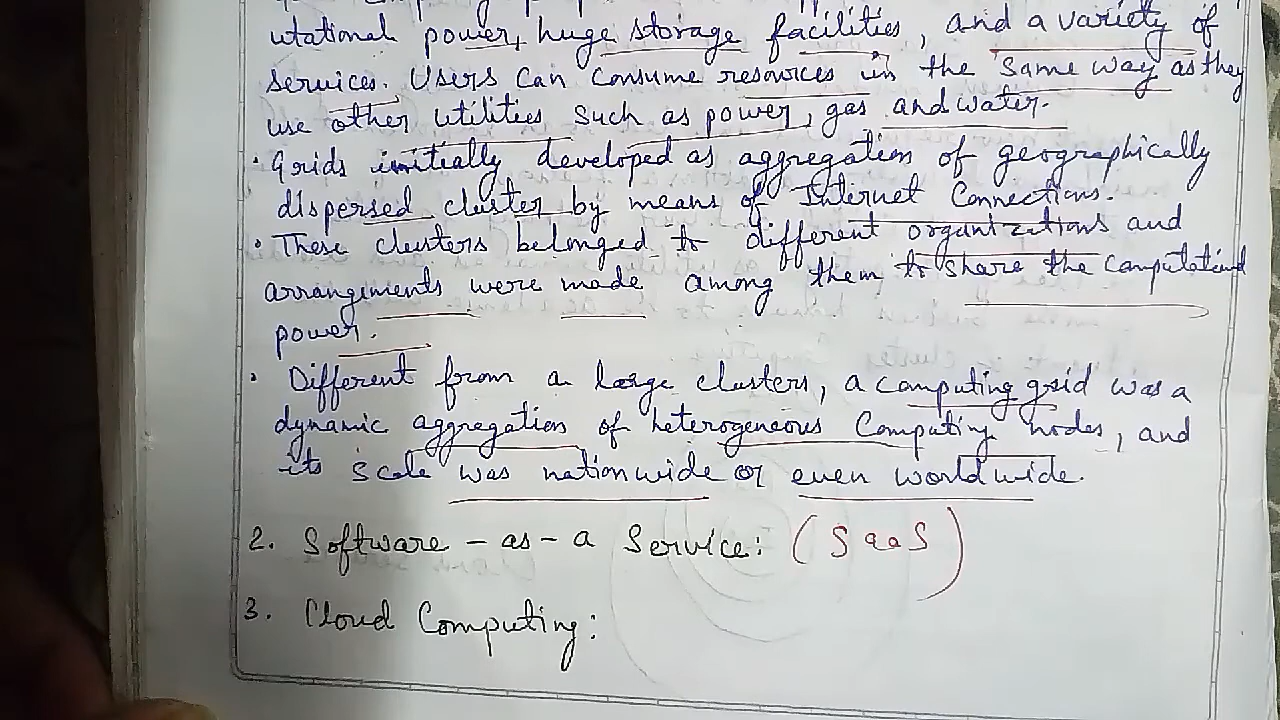 utational power, huge storage facilities, and a variety of
services. Users can consume resources in the same way as they
use other utilities such as power, gas and water.
• Grids initially developed as aggregation of geographically
dispersed cluster by means of Internet Connections.
• These clusters belonged to different organizations and
arrangements were made among them to share the computational
power.
• Different from a large clusters, a computing grid was a
dynamic aggregation of heterogeneous Computing nodes, and
its scale was nationwide or even worldwide.
2. Software - as - a Service: (SaaS)
3. Cloud Computing: